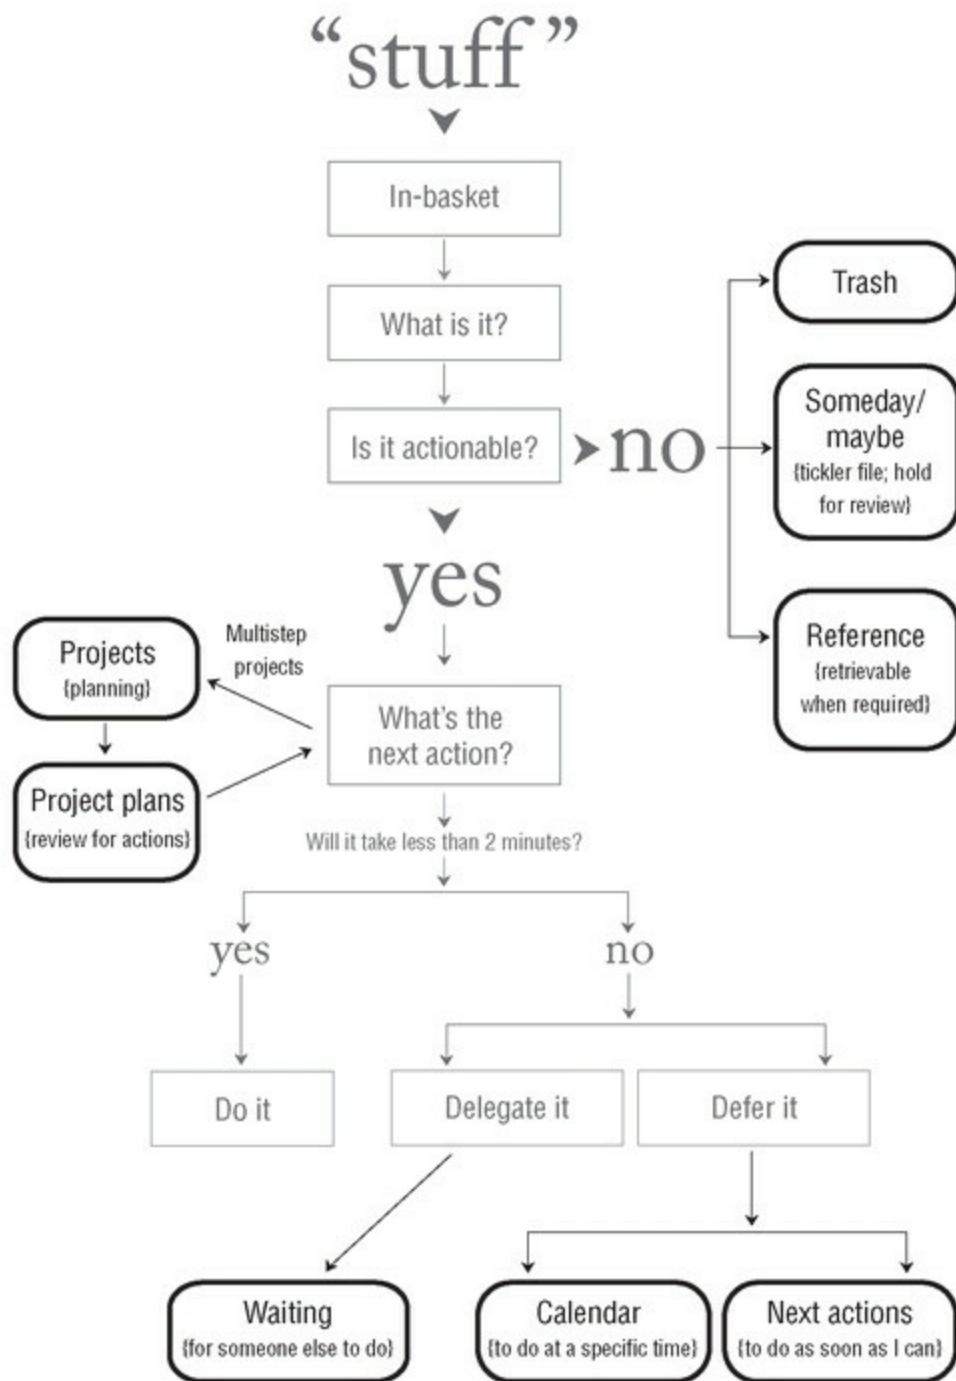 “stuff”
In-basket
What is it?
Is it actionable?
no
Trash
Someday/
maybe
{tickler file; hold
for review}
Reference
{retrievable
when required}
yes
Multistep
projects
Projects
{planning}
Project plans
{review for actions}
What’s the
next action?
Will it take less than 2 minutes?
yes
no
Do it
Delegate it
Defer it
Waiting
{for someone else to do}
Calendar
{to do at a specific time}
Next actions
{to do as soon as I can}